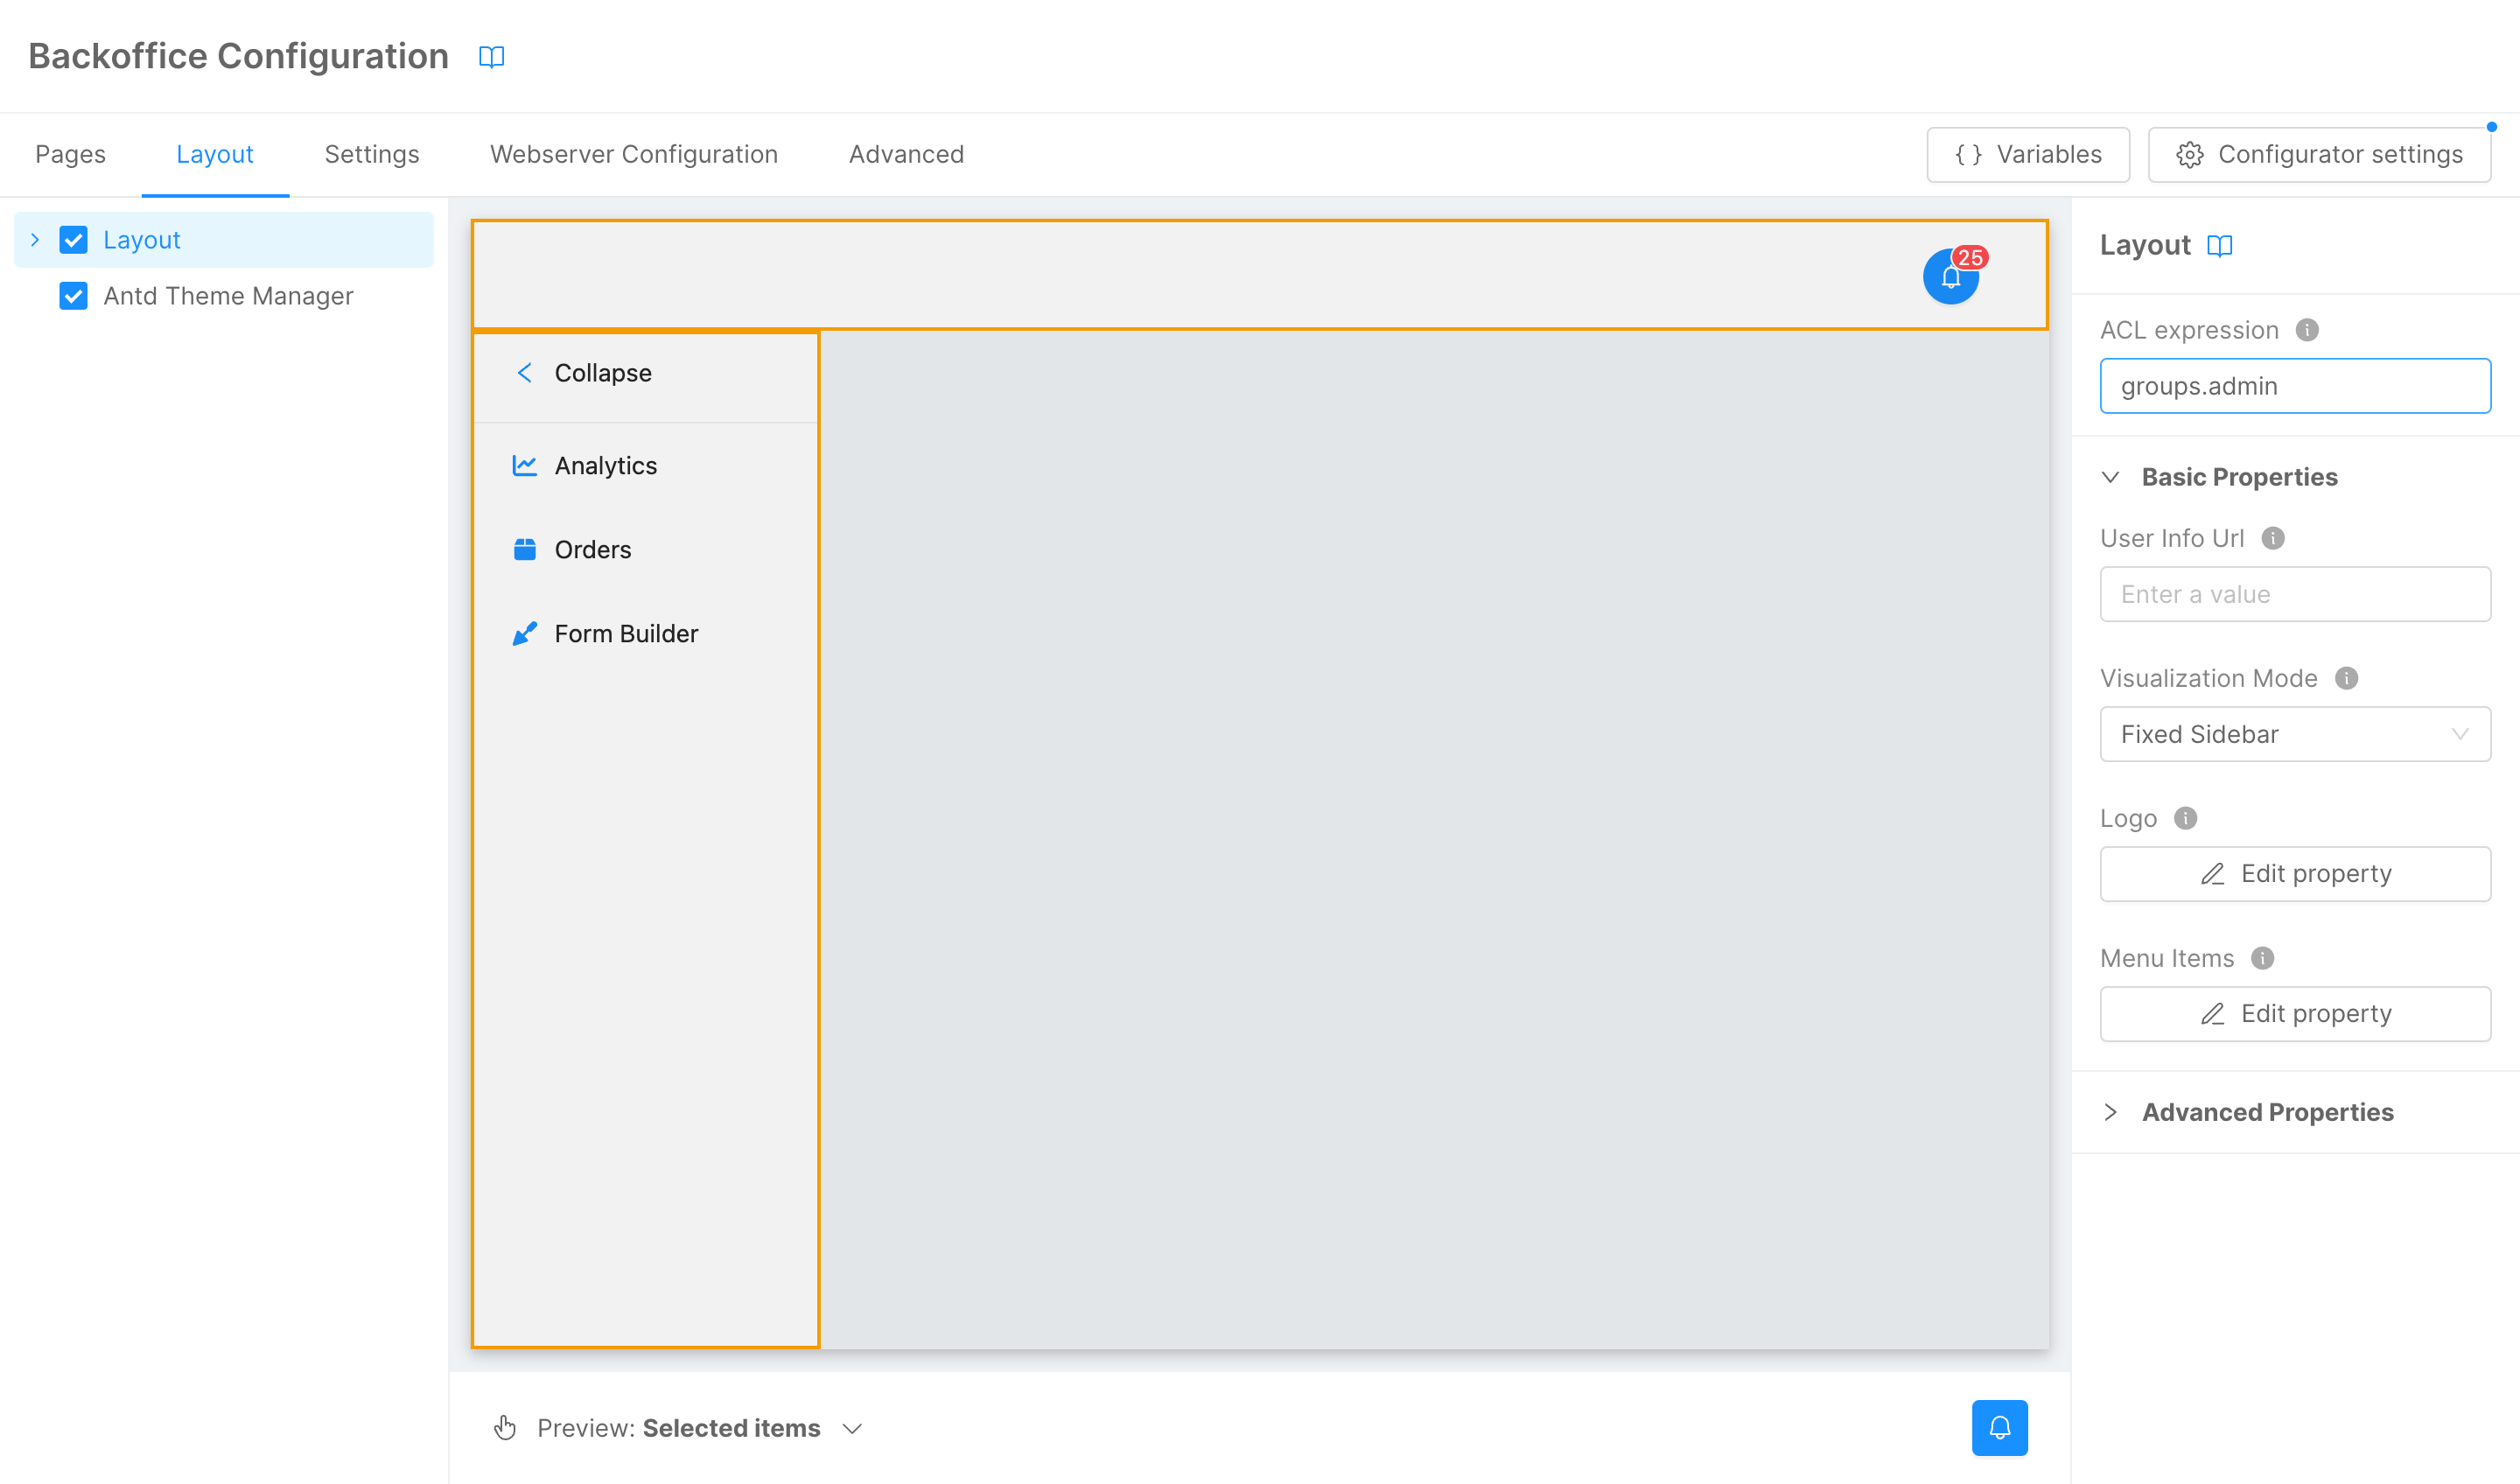 Backoffice Configuration
Pages
Layout
Settings
Webserver Configuration
Advanced
{ } Variables
Configurator settings
Layout
Antd Theme Manager
25
Collapse
Analytics
Orders
Form Builder
Preview: Selected items
Layout
ACL expression
groups.admin
Basic Properties
User Info Url
Enter a value
Visualization Mode
Fixed Sidebar
Logo
Edit property
Menu Items
Edit property
Advanced Properties